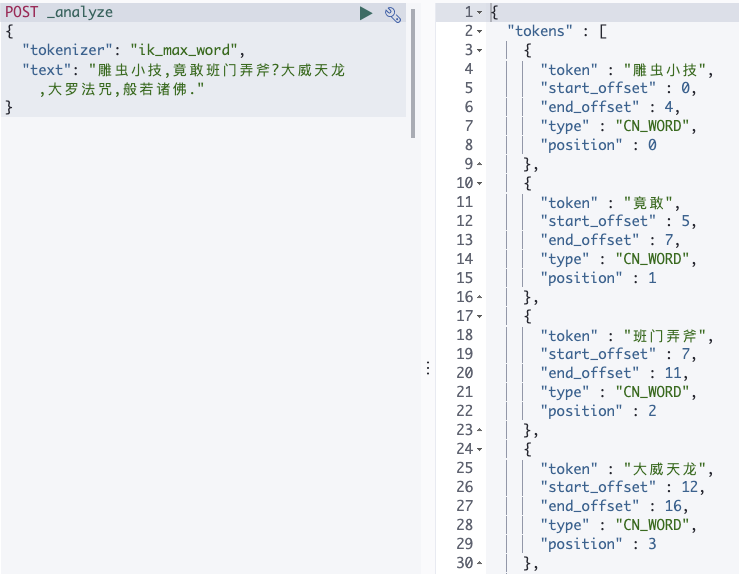 POST _analyze
{
"tokenizer": "ik_max_word",
"text": "雕虫小技,竟敢班门弄斧?大威天龙
,大罗法咒,般若诸佛."
}
1 {
2 "tokens" : [
3 {
4 "token" : "雕虫小技",
5 "start_offset" : 0,
6 "end_offset" : 4,
7 "type" : "CN_WORD",
8 "position" : 0
9 },
10 {
11 "token" : "竟敢",
12 "start_offset" : 5,
13 "end_offset" : 7,
14 "type" : "CN_WORD",
15 "position" : 1
16 },
17 {
18 "token" : "班门弄斧",
19 "start_offset" : 7,
20 "end_offset" : 11,
21 "type" : "CN_WORD",
22 "position" : 2
23 },
24 {
25 "token" : "大威天龙",
26 "start_offset" : 12,
27 "end_offset" : 16,
28 "type" : "CN_WORD",
29 "position" : 3
30 },